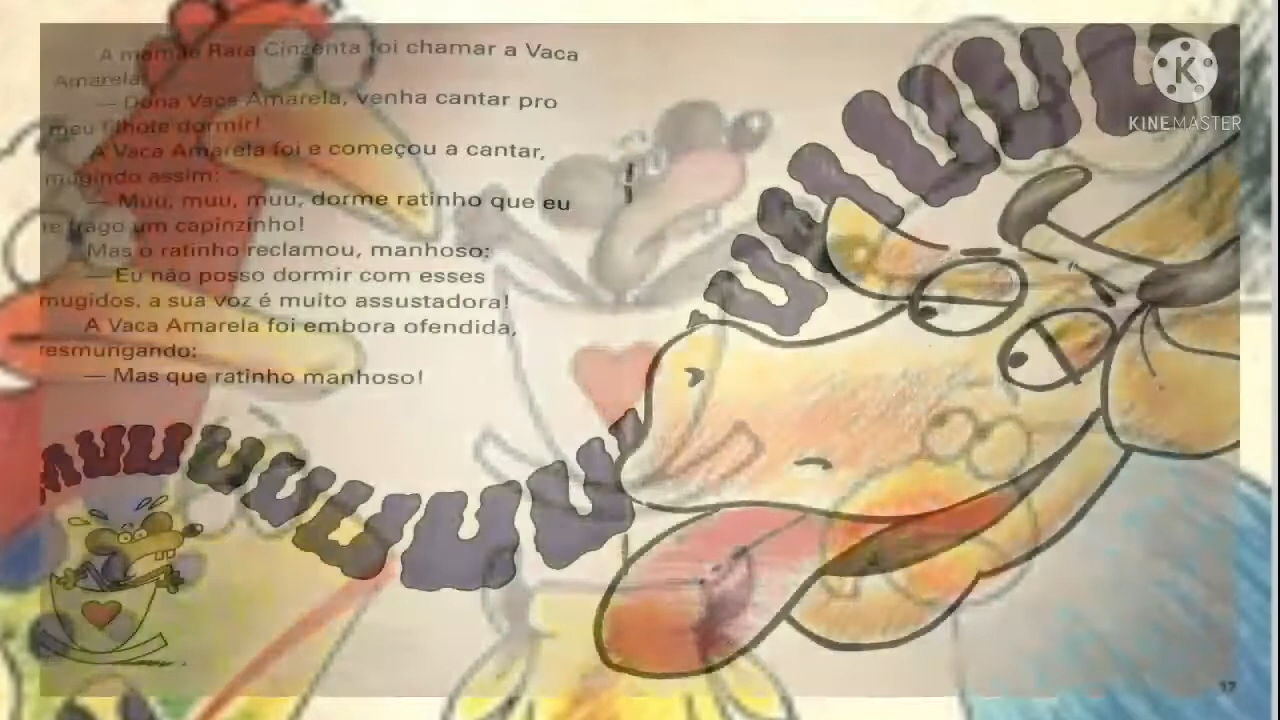 A mamãe Rata Cinzenta foi chamar a Vaca
Amarela:
— Dona Vaca Amarela, venha cantar pro
meu filhote dormir!
A Vaca Amarela foi e começou a cantar,
mugindo assim:
— Muu, muu, muu, dorme ratinho que eu
te trago um capinzinho!
Mas o ratinho reclamou, manhoso:
— Eu não posso dormir com esses
mugidos, a sua voz é muito assustadora!
A Vaca Amarela foi embora ofendida,
resmungando:
— Mas que ratinho manhoso!
MUUUUUUUU
UUUUUU
K
KINEMASTER
17